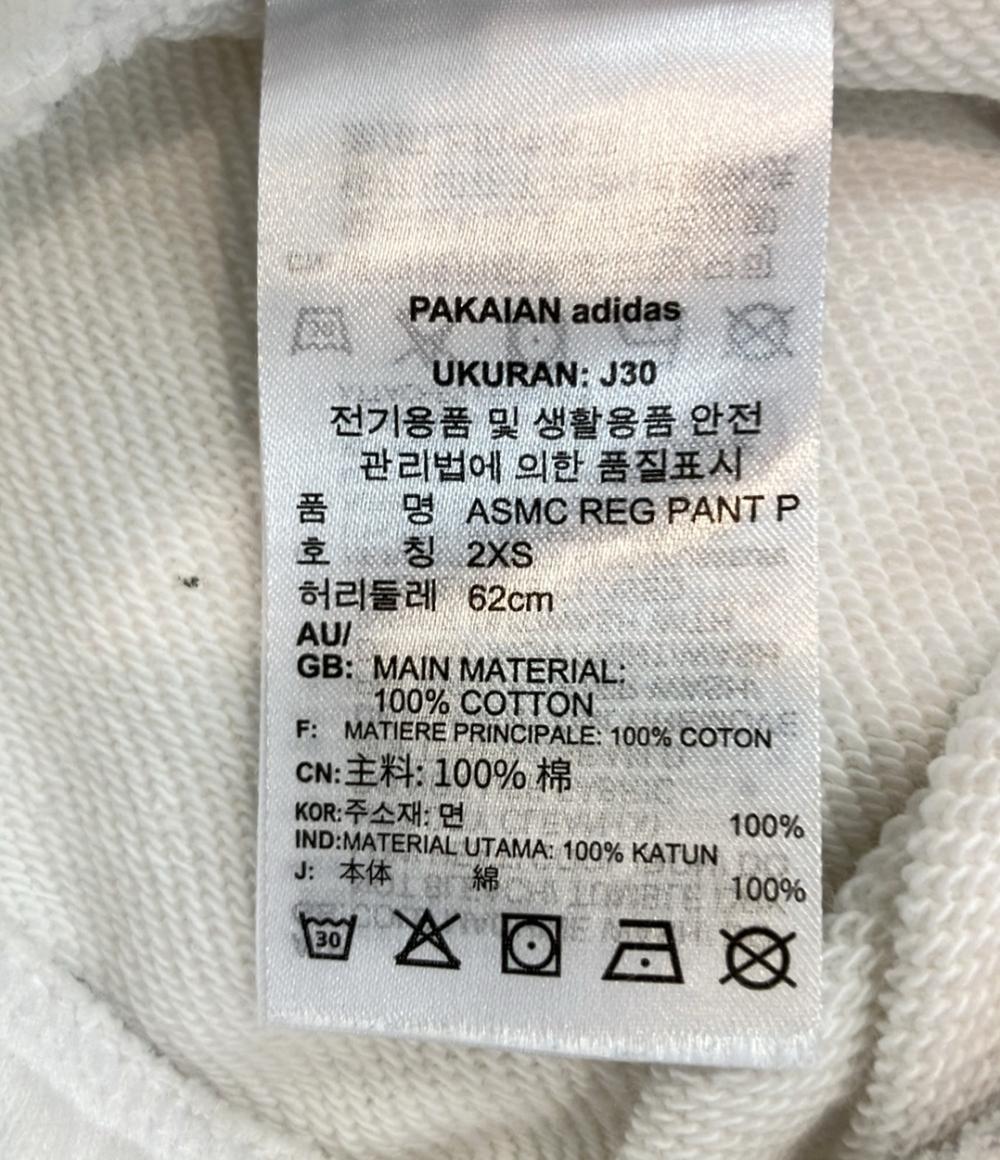 PAKAIAN adidas
UKURAN: J30
전기용품 및 생활용품 안전
관리법에 의한 품질표시
품 명 ASMC REG PANT P
호 칭 2XS
허리둘레 62cm
AU/
GB: MAIN MATERIAL:
100% COTTON
F: MATIERE PRINCIPALE: 100% COTON
CN: 主料: 100% 棉
KOR: 주소재: 면 100%
IND: MATERIAL UTAMA: 100% KATUN
J: 本体 綿 100%
30